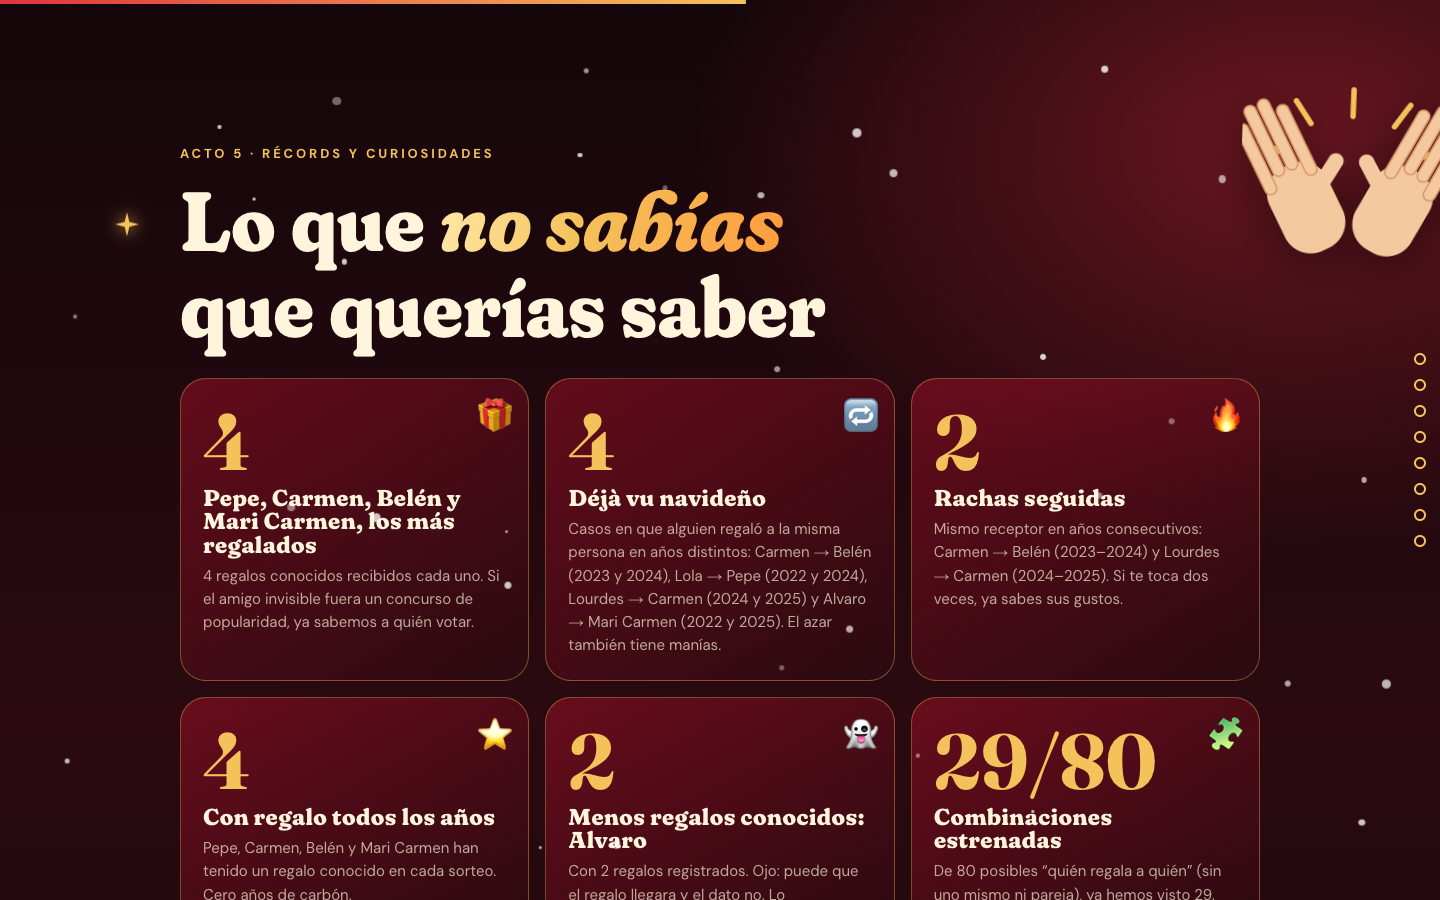 ACTO 5 · RÉCORDS Y CURIOSIDADES
Lo que no sabías
que querías saber
4
Pepe, Carmen, Belén y
Mari Carmen, los más
regalados
4 regalos conocidos recibidos cada uno. Si
el amigo invisible fuera un concurso de
popularidad, ya sabemos a quién votar.
4
Déjà vu navideño
Casos en que alguien regaló a la misma
persona en años distintos: Carmen → Belén
(2023 y 2024), Lola → Pepe (2022 y 2024),
Lourdes → Carmen (2024 y 2025) y Alvaro
→ Mari Carmen (2022 y 2025). El azar
también tiene manías.
2
Rachas seguidas
Mismo receptor en años consecutivos:
Carmen → Belén (2023–2024) y Lourdes
→ Carmen (2024–2025). Si te toca dos
veces, ya sabes sus gustos.
4
Con regalo todos los años
Pepe, Carmen, Belén y Mari Carmen han
tenido un regalo conocido en cada sorteo.
Cero años de carbón.
2
Menos regalos conocidos:
Alvaro
Con 2 regalos registrados. Ojo: puede que
el regalo llegara y el dato no. Lo
29/80
Combinaciones
estrenadas
De 80 posibles “quién regala a quién” (sin
uno mismo ni pareja), ya hemos visto 29.